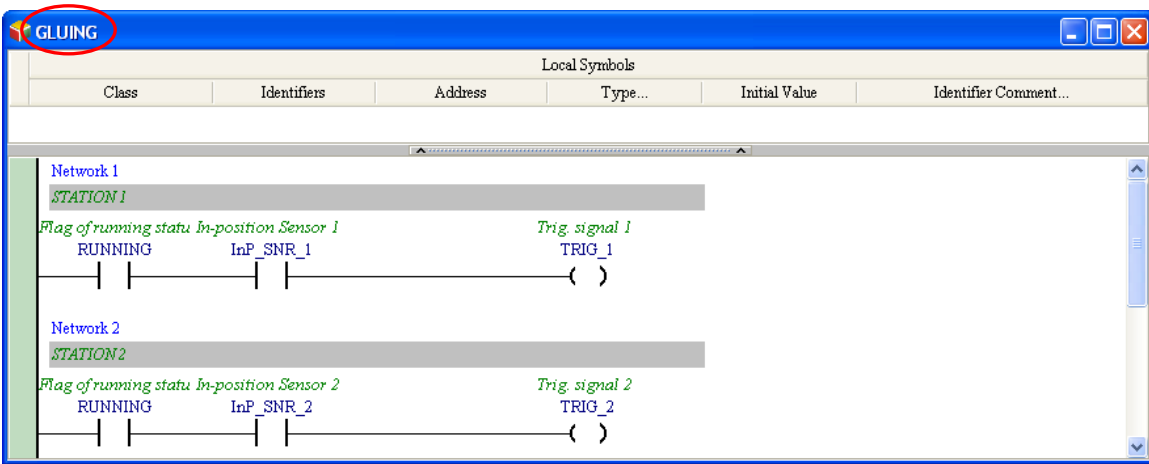 GLUING
Local Symbols
Class Identifiers Address Type... Initial Value Identifier Comment...
Network 1
STATION 1
Flag of running statu In-position Sensor 1 Trig. signal 1
RUNNING InP_SNR_1 TRIG_1
Network 2
STATION 2
Flag of running statu In-position Sensor 2 Trig. signal 2
RUNNING InP_SNR_2 TRIG_2